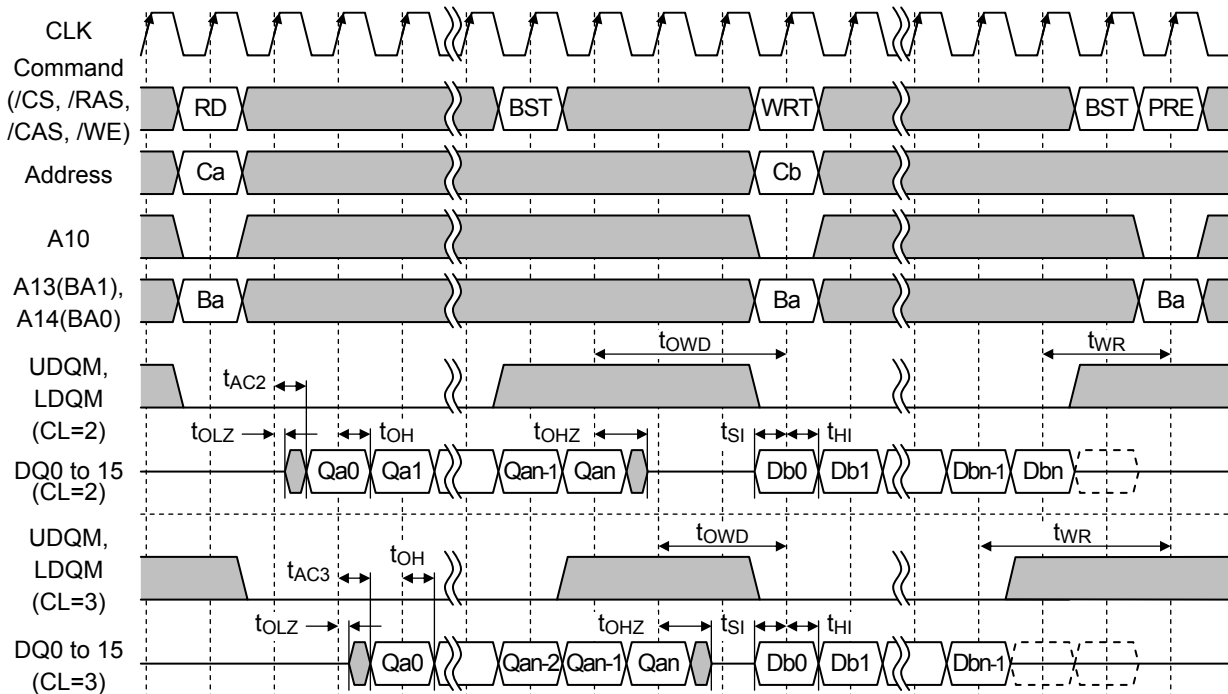 CLK
Command
(/CS, /RAS,
/CAS, /WE)
RD
BST
WRT
BST
PRE
Address
Ca
Cb
A10
A13(BA1),
A14(BA0)
Ba
Ba
Ba
UDQM,
LDQM
(CL=2)
tAC2
tOWD
tWR
DQ0 to 15
(CL=2)
tOLZ
tOH
tOHZ
tSI
tHI
Qa0
Qa1
Qan-1
Qan
Db0
Db1
Dbn-1
Dbn
UDQM,
LDQM
(CL=3)
tAC3
tOH
tOWD
tWR
DQ0 to 15
(CL=3)
tOLZ
tOHZ
tSI
tHI
Qa0
Qan-2
Qan-1
Qan
Db0
Db1
Dbn-1